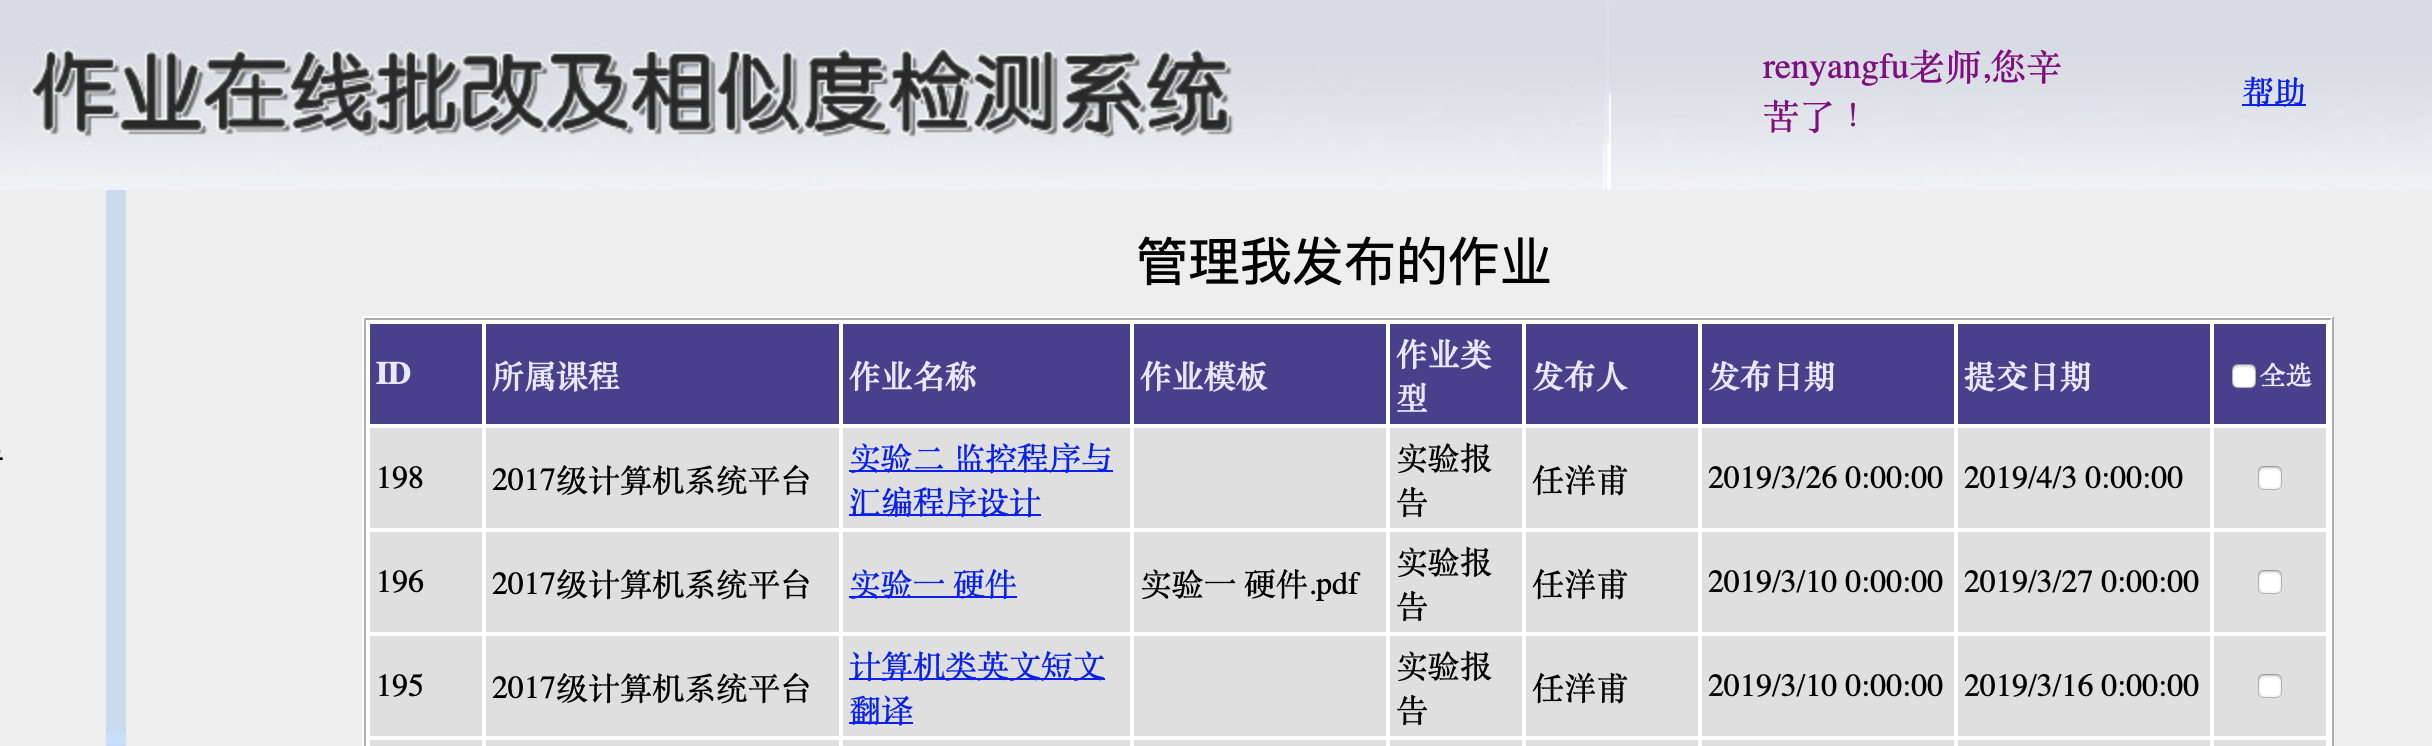 作业在线批改及相似度检测系统
renyangfu老师,您辛
苦了！
帮助
管理我发布的作业
ID 所属课程 作业名称 作业模板 作业类型 发布人 发布日期 提交日期 全选
198 2017级计算机系统平台 实验二 监控程序与汇编程序设计 实验报告 任洋甫 2019/3/26 0:00:00 2019/4/3 0:00:00
196 2017级计算机系统平台 实验一 硬件 实验一 硬件.pdf 实验报告 任洋甫 2019/3/10 0:00:00 2019/3/27 0:00:00
195 2017级计算机系统平台 计算机类英文短文翻译 实验报告 任洋甫 2019/3/10 0:00:00 2019/3/16 0:00:00